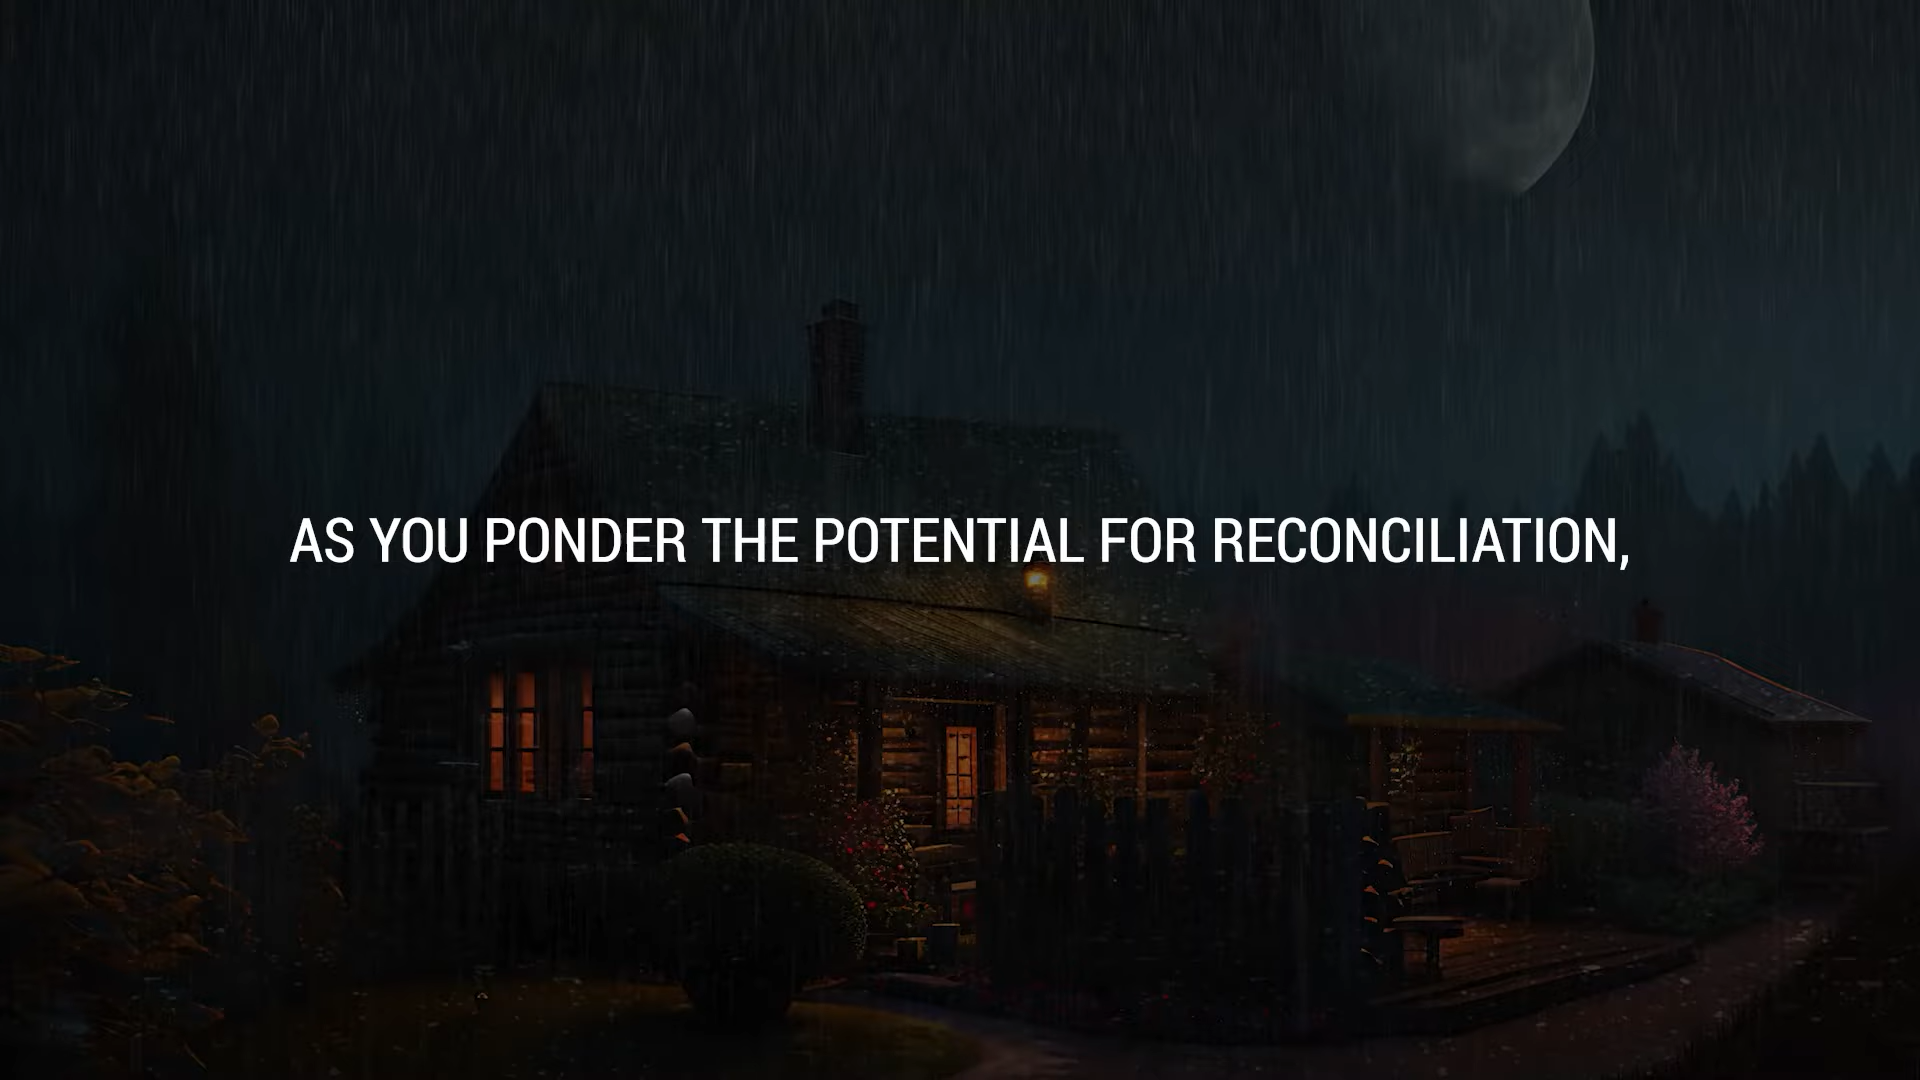 AS YOU PONDER THE POTENTIAL FOR RECONCILIATION,